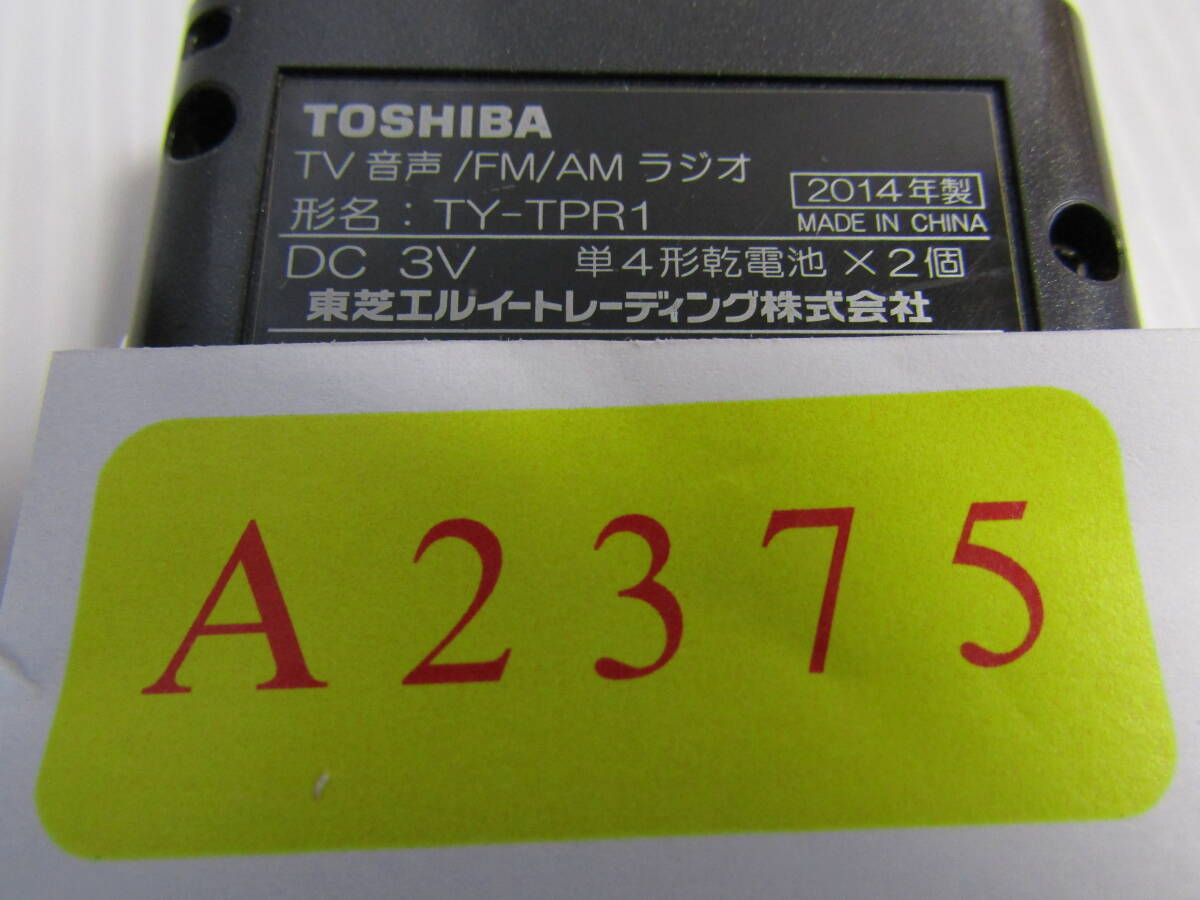 TOSHIBA
TV 音声 /FM/AM ラジオ
2014年製
形名 : TY-TPR1
MADE IN CHINA
DC 3V 単4形乾電池 ×2個
東芝エルイートレーディング株式会社
A2375